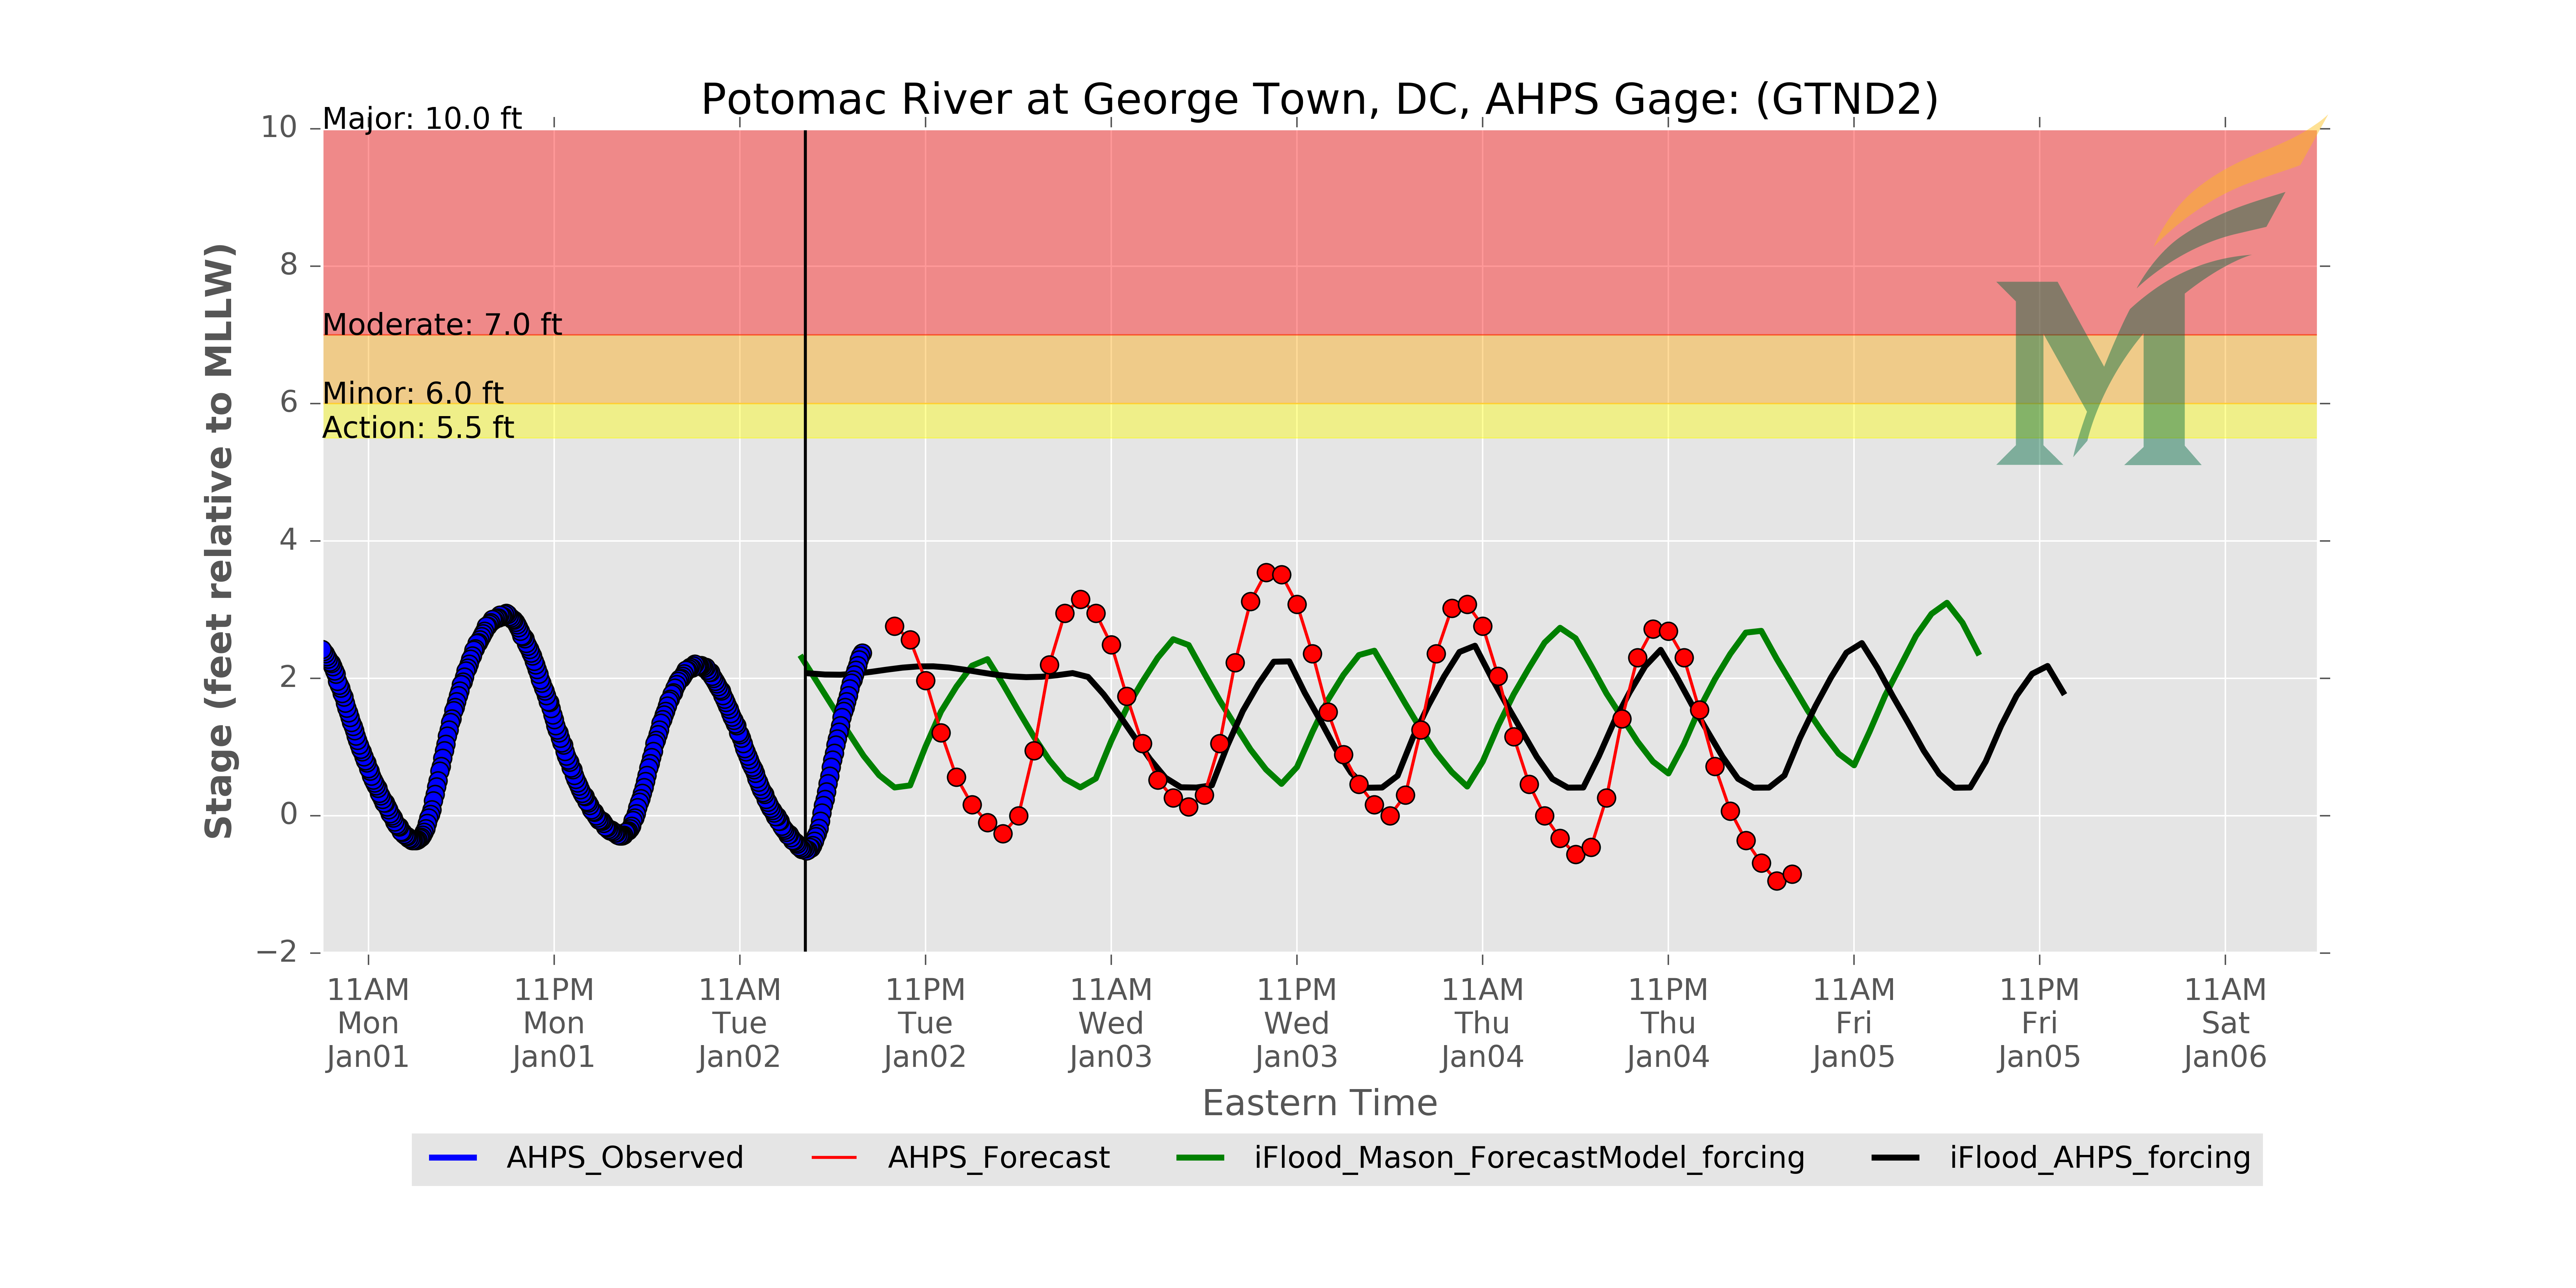 Potomac River at George Town, DC, AHPS Gage: (GTND2)
Major: 10.0 ft
Moderate: 7.0 ft
Minor: 6.0 ft
Action: 5.5 ft
10
8
6
4
2
0
−2
Stage (feet relative to MLLW)
11AM 11PM 11AM 11PM 11AM 11PM 11AM 11PM 11AM 11PM 11AM
Mon Mon Tue Tue Wed Wed Thu Thu Fri Fri Sat
Jan01 Jan01 Jan02 Jan02 Jan03 Jan03 Jan04 Jan04 Jan05 Jan05 Jan06
Eastern Time
AHPS_Observed AHPS_Forecast iFlood_Mason_ForecastModel_forcing iFlood_AHPS_forcing
M